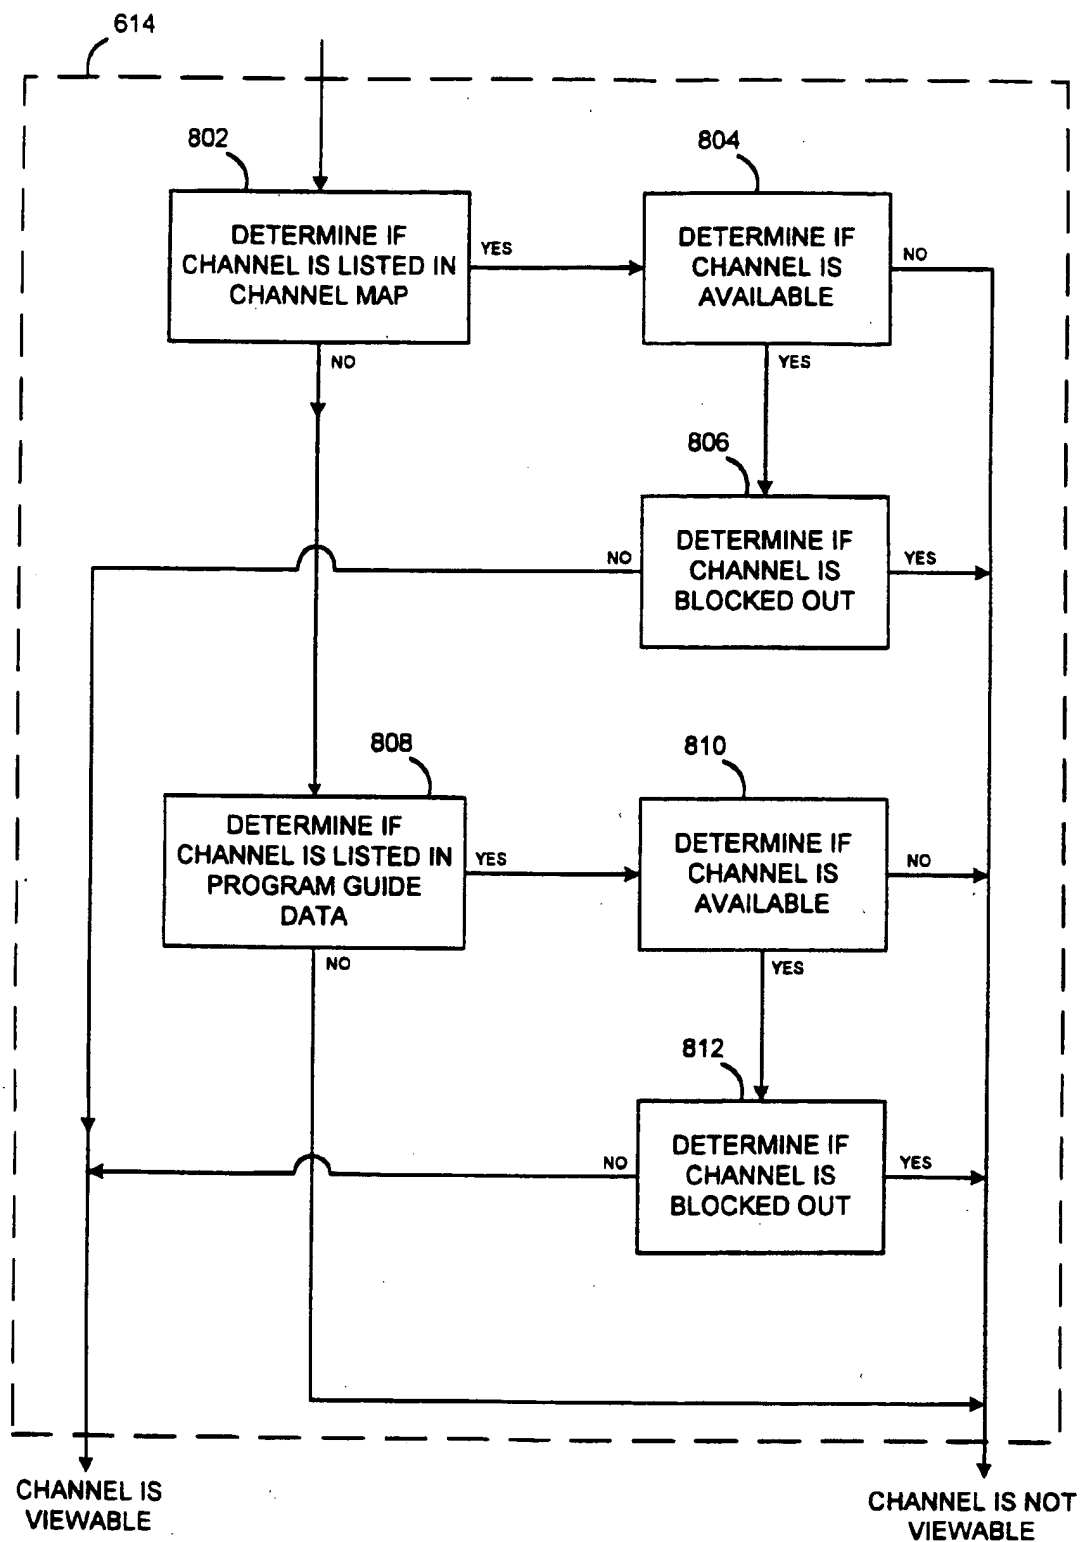 614
802
804
DETERMINE IF
CHANNEL IS LISTED IN
CHANNEL MAP
YES
DETERMINE IF
CHANNEL IS
AVAILABLE
NO
NO
YES
806
NO
DETERMINE IF
CHANNEL IS
BLOCKED OUT
YES
808
810
DETERMINE IF
CHANNEL IS LISTED IN
PROGRAM GUIDE
DATA
YES
DETERMINE IF
CHANNEL IS
AVAILABLE
NO
NO
YES
812
NO
DETERMINE IF
CHANNEL IS
BLOCKED OUT
YES
CHANNEL IS
VIEWABLE
CHANNEL IS NOT
VIEWABLE